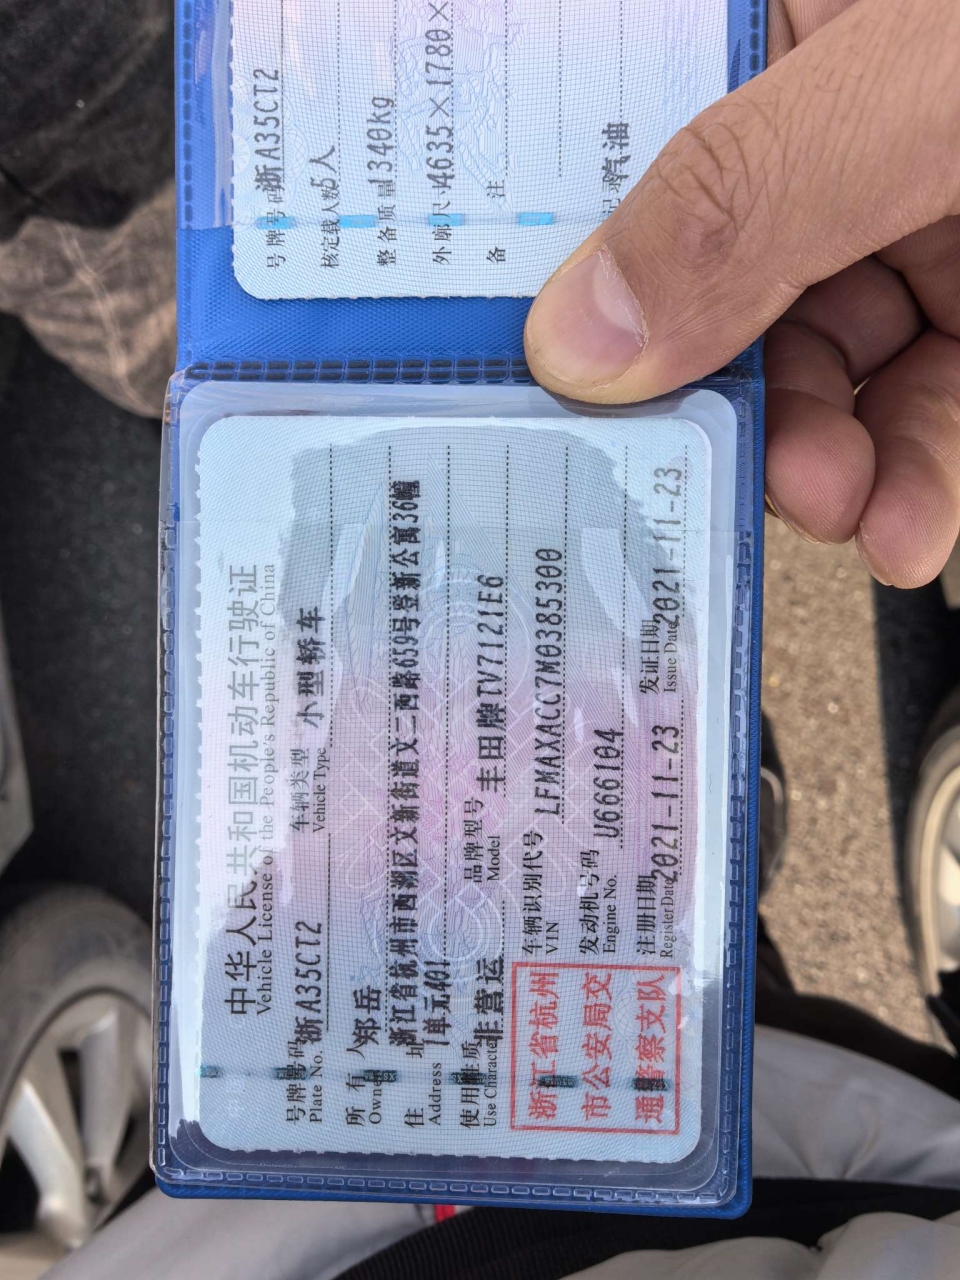 号牌号码 浙A35CT2
核定载人数 5人
整备质量 1340kg
外廓尺寸 4635×1780×
备 注
汽油
中华人民共和国机动车行驶证
Vehicle License of the People's Republic of China
号牌号码 浙A35CT2 车辆类型 小型轿车
Plate No. Vehicle Type
所 有 人 郑岳
Owner
住 址 浙江省杭州市西湖区文新街道文二西路659号登新公寓36幢
Address 1单元401
使用性质 非营运 品牌型号 丰田牌TV7121E6
Use Character Model
浙江省杭州
市公安局交
通警察支队
车辆识别代号 LFMAXACC7M0385300
VIN
发动机号码 U666104
Engine No.
注册日期 2021-11-23 发证日期 2021-11-23
Register Date Issue Date